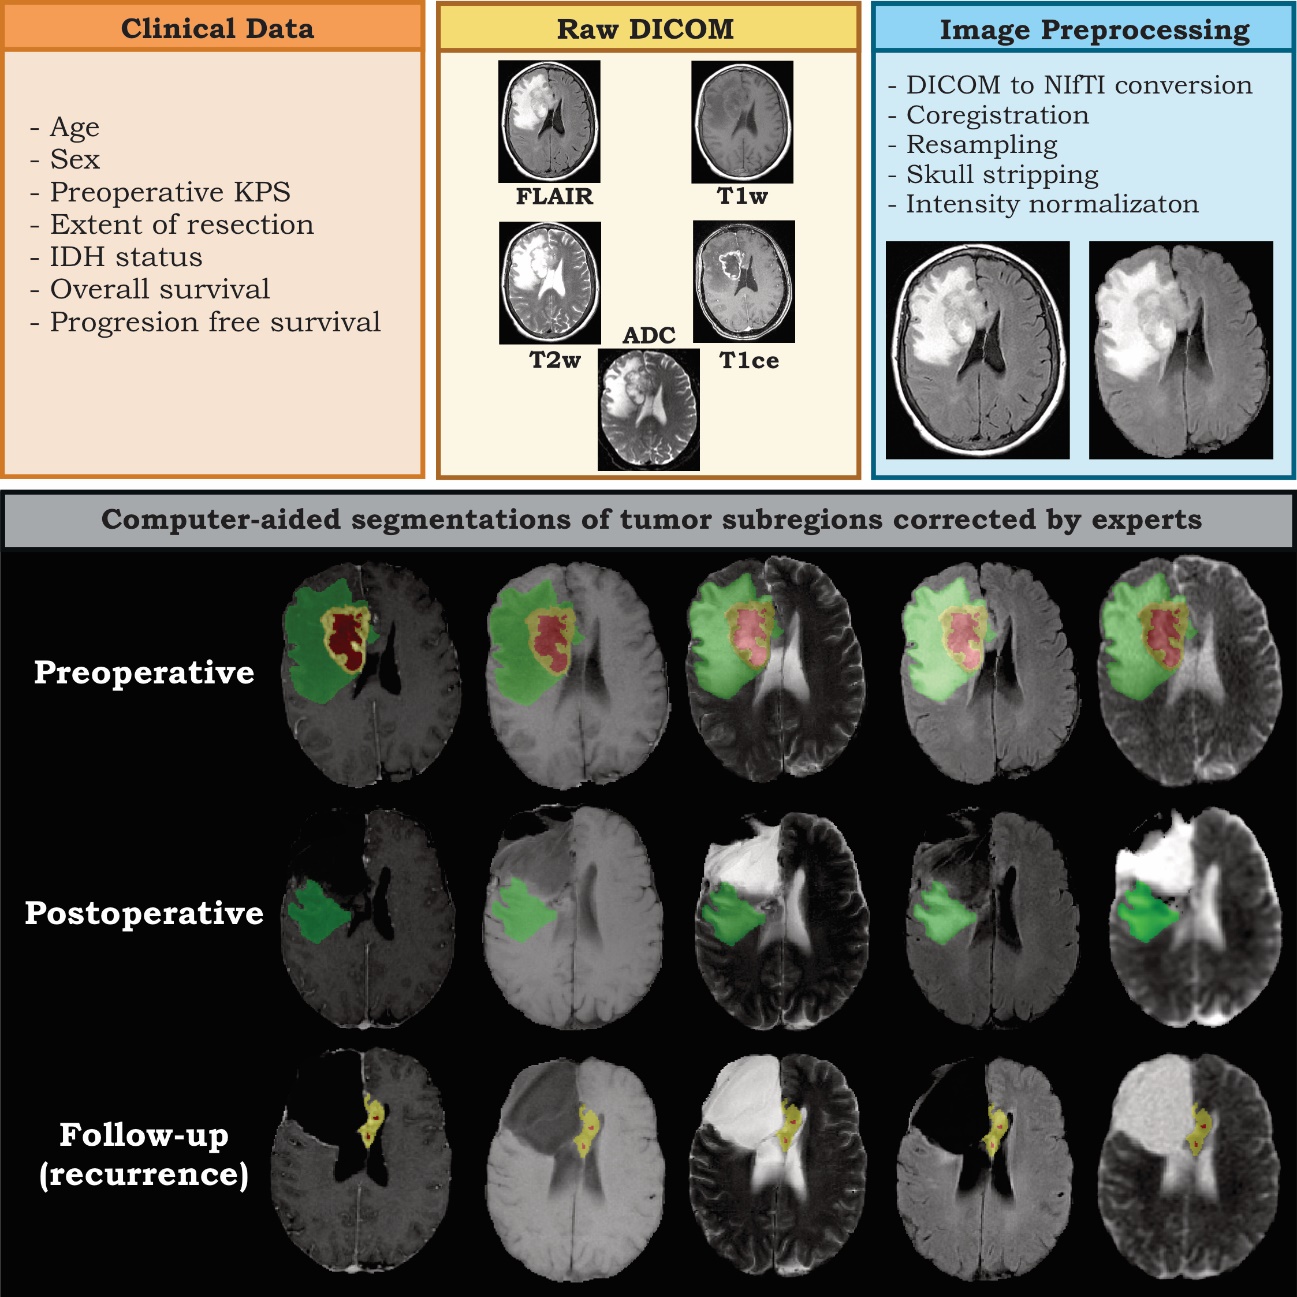 Clinical Data
- Age
- Sex
- Preoperative KPS
- Extent of resection
- IDH status
- Overall survival
- Progresion free survival
Raw DICOM
FLAIR
T1w
T2w
ADC
T1ce
Image Preprocessing
- DICOM to NIfTI conversion
- Coregistration
- Resampling
- Skull stripping
- Intensity normalizaton
Computer-aided segmentations of tumor subregions corrected by experts
Preoperative
Postoperative
Follow-up
(recurrence)